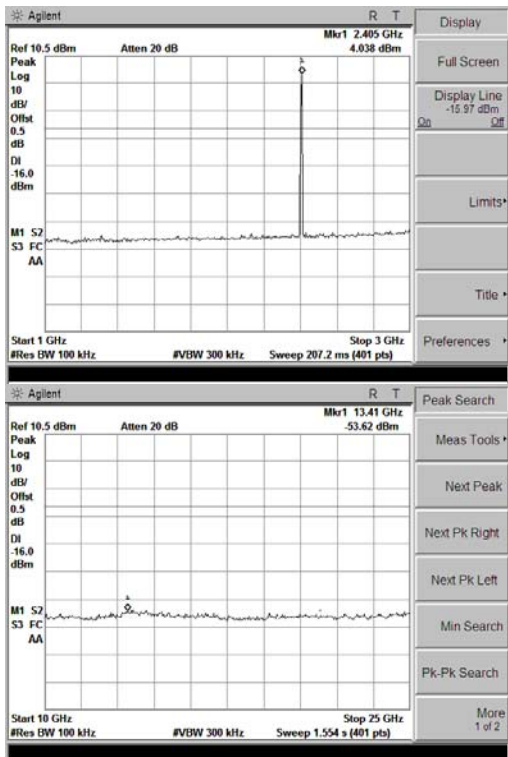 Agilent R T
Mkr1 2.405 GHz
Ref 10.5 dBm Atten 20 dB 4.038 dBm
Peak
Log
10
dB/
Offst
0.5
dB
DI
-16.0
dBm
M1 S2
S3 FC
AA
1
Start 1 GHz Stop 3 GHz
#Res BW 100 kHz #VBW 300 kHz Sweep 207.2 ms (401 pts)
Display
Full Screen
Display Line
-15.97 dBm
On Off
Limits
Title
Preferences
Agilent R T
Mkr1 13.41 GHz
Ref 10.5 dBm Atten 20 dB -53.62 dBm
Peak
Log
10
dB/
Offst
0.5
dB
DI
-16.0
dBm
M1 S2
S3 FC
AA
1
Start 10 GHz Stop 25 GHz
#Res BW 100 kHz #VBW 300 kHz Sweep 1.554 s (401 pts)
Peak Search
Meas Tools
Next Peak
Next Pk Right
Next Pk Left
Min Search
Pk-Pk Search
More
1 of 2